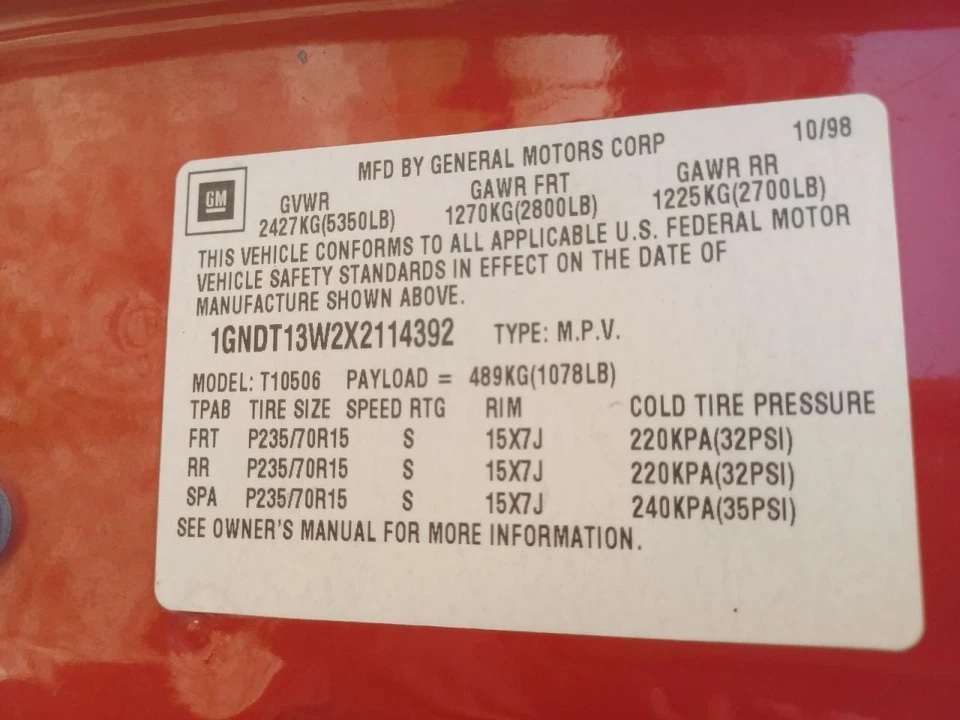 10/98
MFD BY GENERAL MOTORS CORP
GM
GVWR GAWR FRT GAWR RR
2427KG(5350LB) 1270KG(2800LB) 1225KG(2700LB)
THIS VEHICLE CONFORMS TO ALL APPLICABLE U.S. FEDERAL MOTOR
VEHICLE SAFETY STANDARDS IN EFFECT ON THE DATE OF
MANUFACTURE SHOWN ABOVE.
1GNDT13W2X2114392 TYPE: M.P.V.
MODEL: T10506 PAYLOAD = 489KG(1078LB)
TPAB TIRE SIZE SPEED RTG RIM COLD TIRE PRESSURE
FRT P235/70R15 S 15X7J 220KPA(32PSI)
RR P235/70R15 S 15X7J 220KPA(32PSI)
SPA P235/70R15 S 15X7J 240KPA(35PSI)
SEE OWNER'S MANUAL FOR MORE INFORMATION.